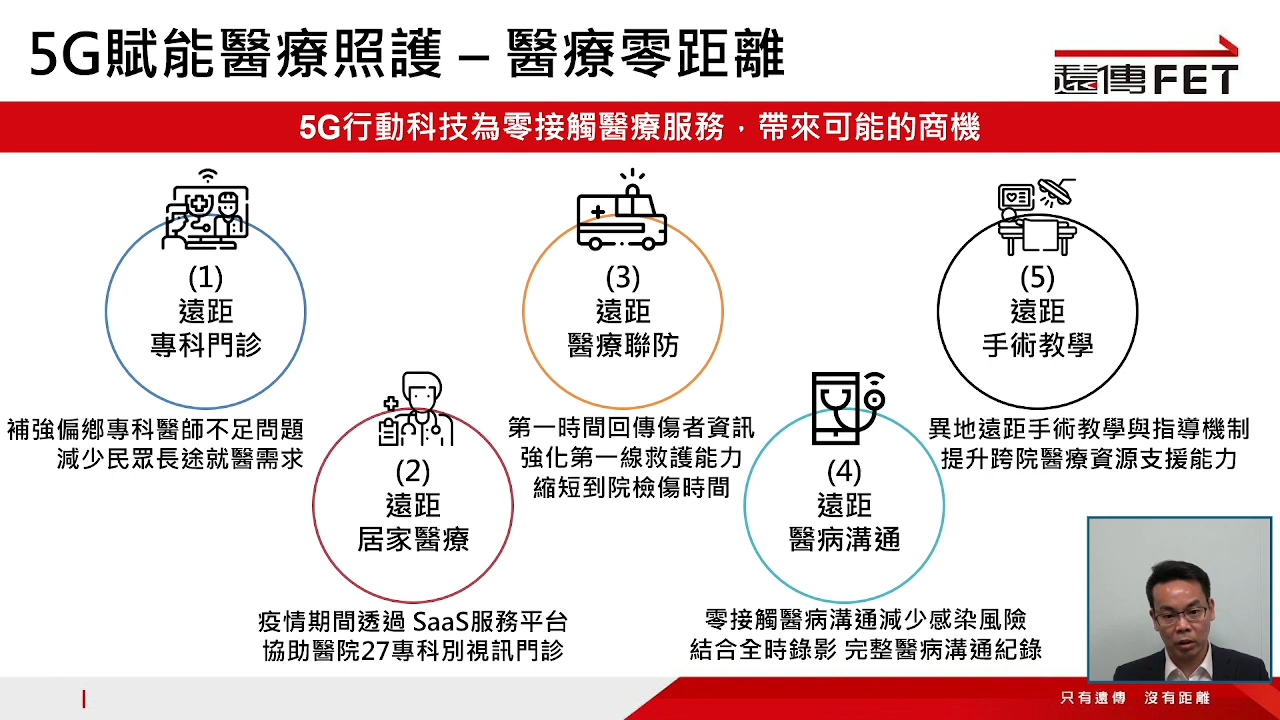 5G賦能醫療照護 – 醫療零距離
遠傳FET
5G行動科技為零接觸醫療服務，帶來可能的商機
(1)
遠距
專科門診
補強偏鄉專科醫師不足問題
減少民眾長途就醫需求
(2)
遠距
居家醫療
疫情期間透過 SaaS服務平台
協助醫院27專科別視訊門診
(3)
遠距
醫療聯防
第一時間回傳傷者資訊
強化第一線救護能力
縮短到院檢傷時間
(4)
遠距
醫病溝通
零接觸醫病溝通減少感染風險
結合全時錄影 完整醫病溝通紀錄
(5)
遠距
手術教學
異地遠距手術教學與指導機制
提升跨院醫療資源支援能力
只有遠傳 沒有距離